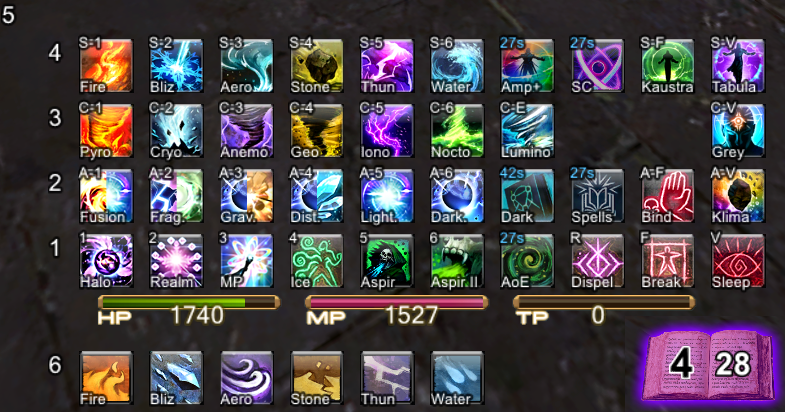 5
4 S-1 S-2 S-3 S-4 S-5 S-6 27s 27s S-F S-V
Fire Bliz Aero Stone Thun Water Amp+ SC Kaustra Tabula
3 C-1 C-2 C-3 C-4 C-5 C-6 C-E C-V
Pyro Cryo Anemo Geo Iono Nocto Lumino Grey
2 A-1 A-2 A-3 A-4 A-5 A-6 42s 27s A-F A-V
Fusion Frag. Grav. Dist. Light. Dark. Dark Spells Bind Klima
1 1 2 3 4 5 6 27s R F V
Halo Realm MP Ice Aspir Aspir II AoE Dispel Break Sleep
HP 1740 MP 1527 TP 0
6 4 28
Fire Bliz Aero Stone Thun Water